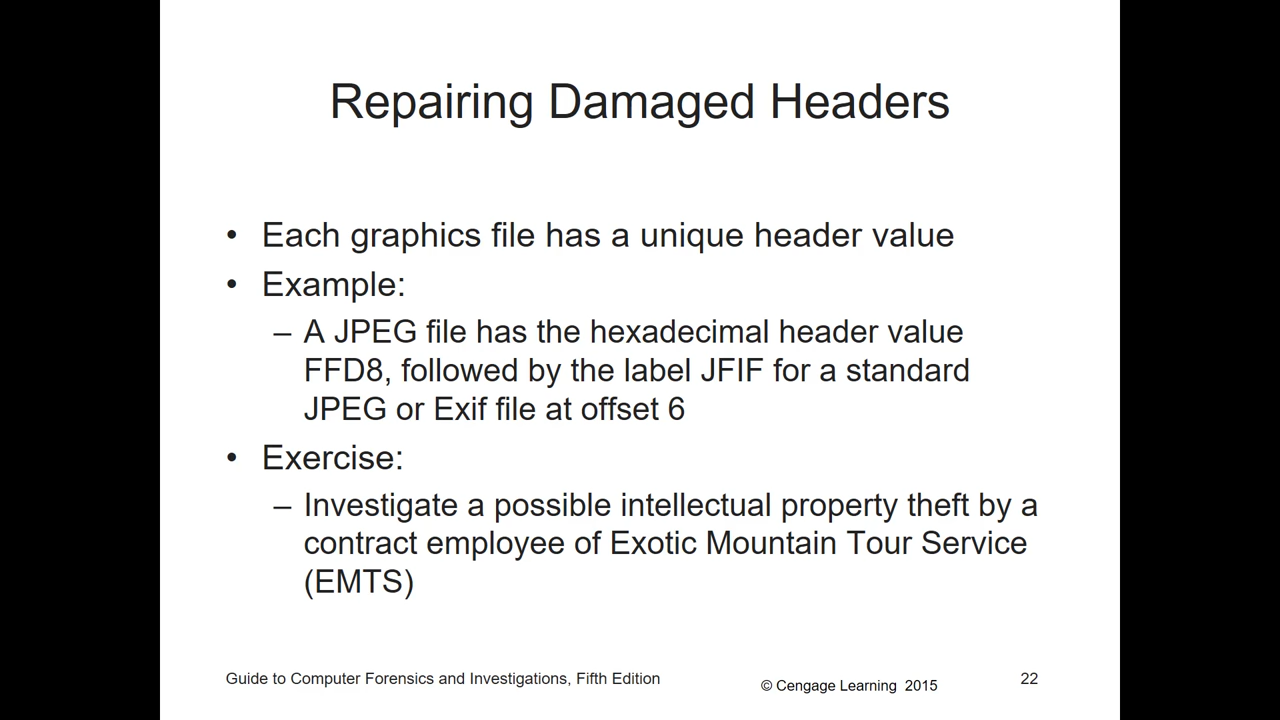 Repairing Damaged Headers
• Each graphics file has a unique header value
• Example:
– A JPEG file has the hexadecimal header value
FFD8, followed by the label JFIF for a standard
JPEG or Exif file at offset 6
• Exercise:
– Investigate a possible intellectual property theft by a
contract employee of Exotic Mountain Tour Service
(EMTS)
Guide to Computer Forensics and Investigations, Fifth Edition
© Cengage Learning 2015
22